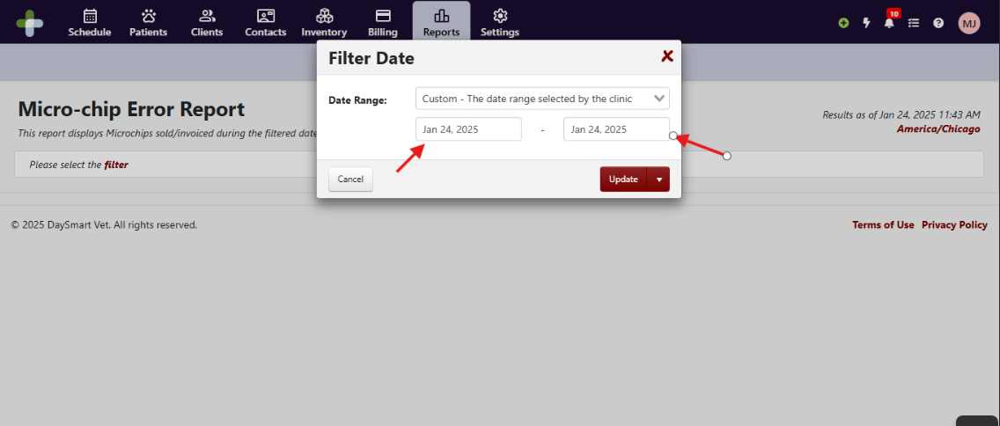 Schedule
Patients
Clients
Contacts
Inventory
Billing
Reports
Settings
10
MJ
Filter Date
Date Range:
Custom - The date range selected by the clinic
Jan 24, 2025 - Jan 24, 2025
Cancel
Update
Micro-chip Error Report
This report displays Microchips sold/invoiced during the filtered date
Results as of Jan 24, 2025 11:43 AM
America/Chicago
Please select the filter
© 2025 DaySmart Vet. All rights reserved.
Terms of Use Privacy Policy